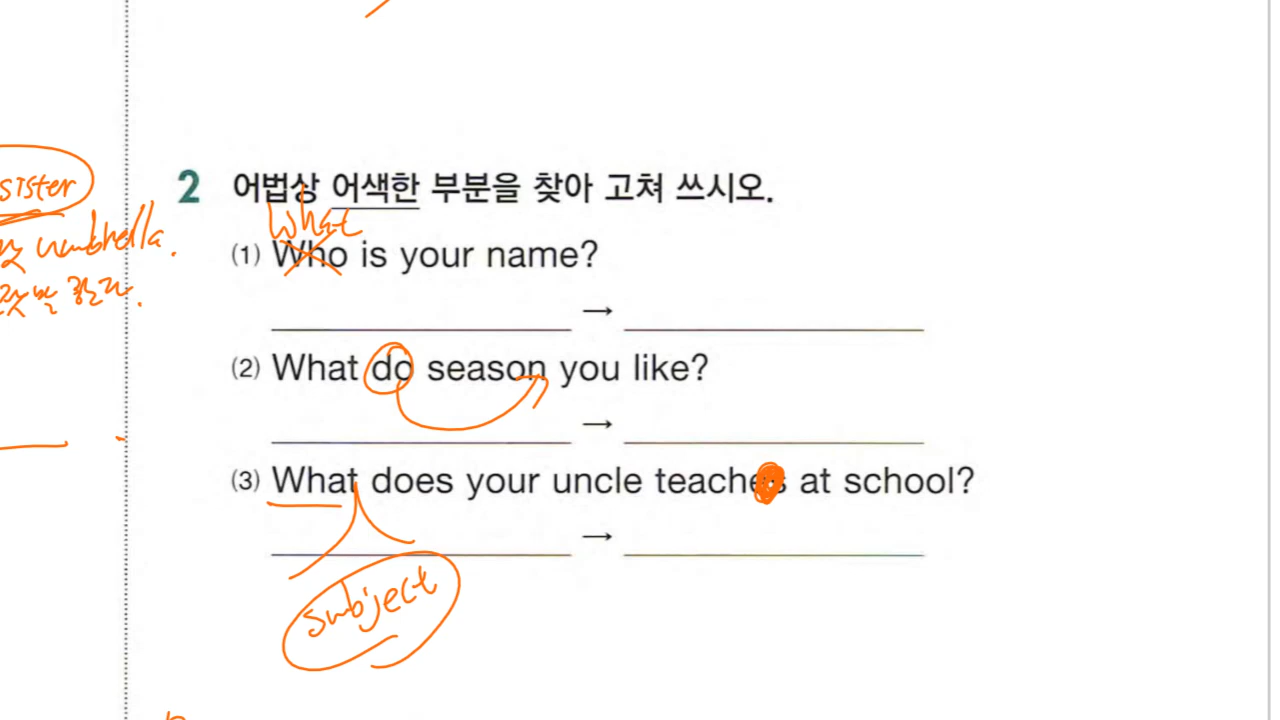 sister
2 어법상 어색한 부분을 찾아 고쳐 쓰시오.
umbrella.
What
(1) Who is your name?
→
(2) What do season you like?
→
(3) What does your uncle teaches at school?
→
subject